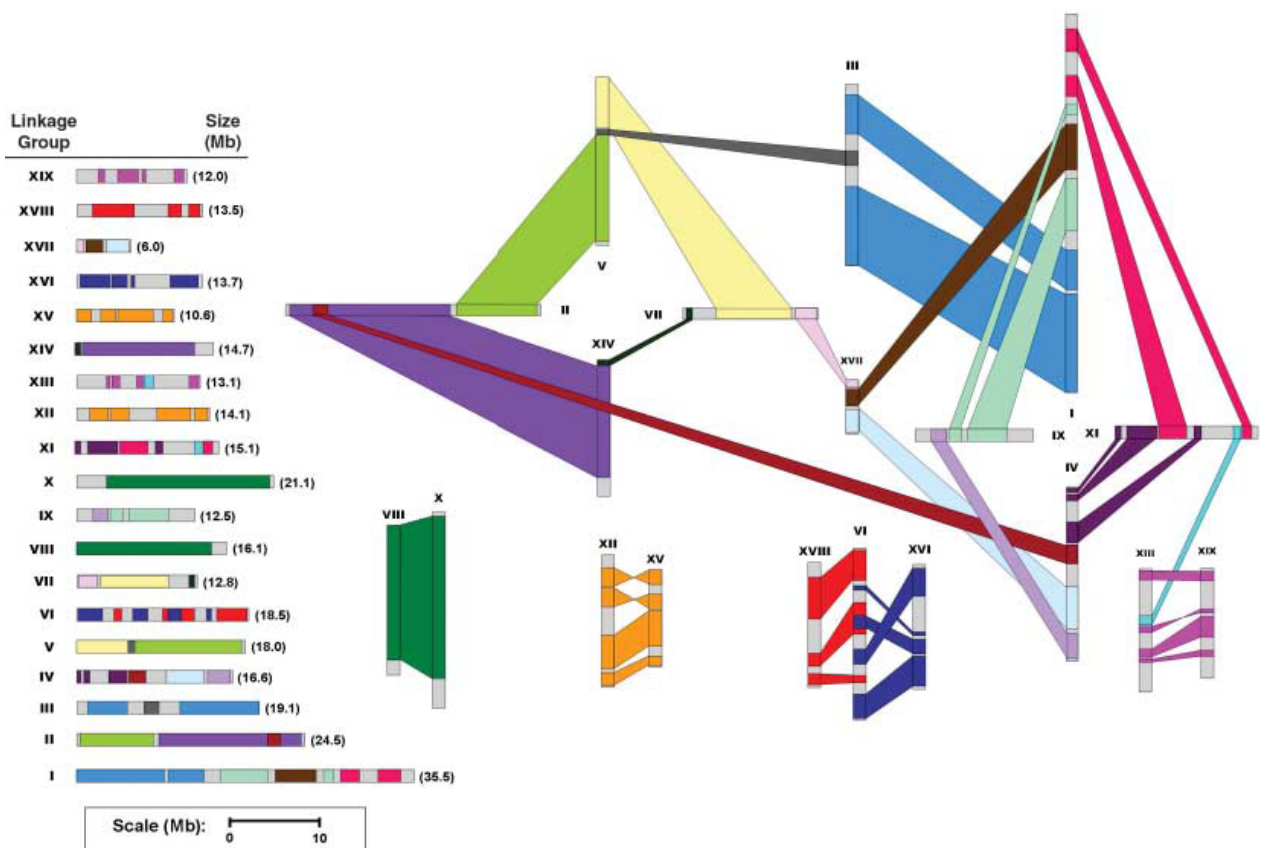 Linkage Group Size (Mb)
XIX (12.0)
XVIII (13.5)
XVII (6.0)
XVI (13.7)
XV (10.6)
XIV (14.7)
XIII (13.1)
XII (14.1)
XI (15.1)
X (21.1)
IX (12.5)
VIII (16.1)
VII (12.8)
VI (18.5)
V (18.0)
IV (16.6)
III (19.1)
II (24.5)
I (35.5)
Scale (Mb):
0 10
III
V
II
VII
XIV
XVII
I
IX
XI
IV
VIII
X
XII
XV
XVIII
VI
XVI
XIII
XIX